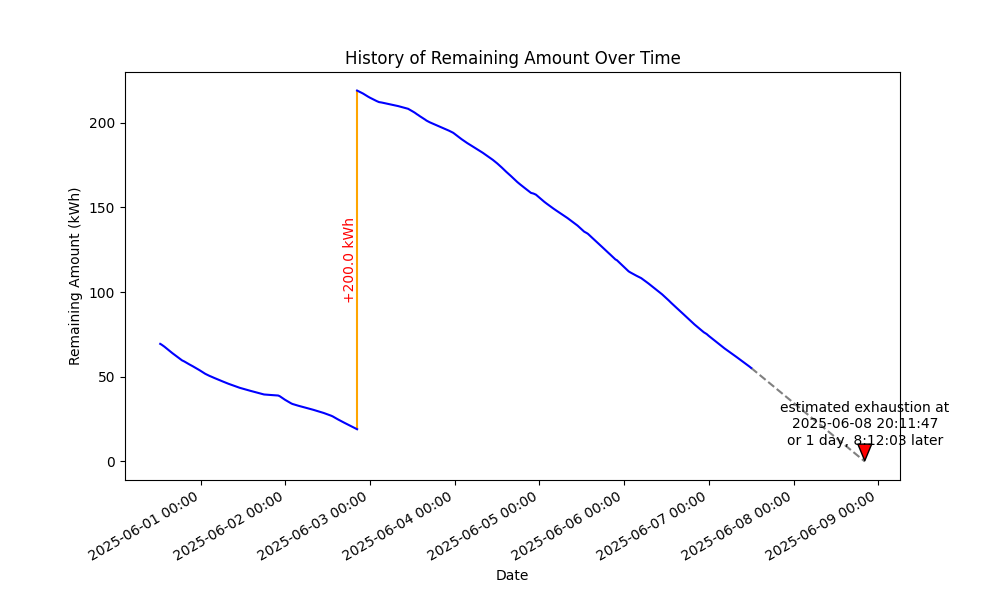 History of Remaining Amount Over Time
Remaining Amount (kWh)
200
150
100
50
0
+200.0 kWh
estimated exhaustion at
2025-06-08 20:11:47
or 1 day, 8:12:03 later
2025-06-01 00:00
2025-06-02 00:00
2025-06-03 00:00
2025-06-04 00:00
2025-06-05 00:00
2025-06-06 00:00
2025-06-07 00:00
2025-06-08 00:00
2025-06-09 00:00
Date